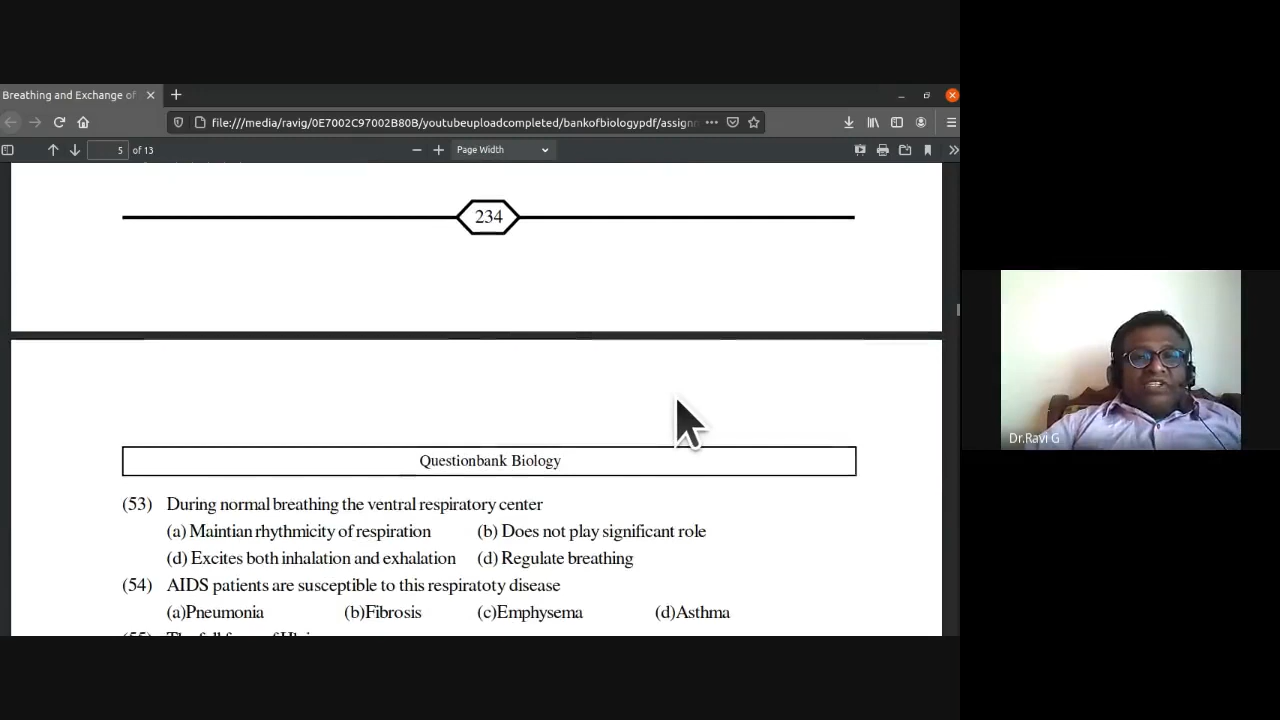 Breathing and Exchange of
file:///media/ravig/0E7002C97002B80B/youtubeuploadcompleted/bankofbiologypdf/assign
5 of 13
Page Width
234
Questionbank Biology
(53) During normal breathing the ventral respiratory center
(a) Maintian rhythmicity of respiration (b) Does not play significant role
(d) Excites both inhalation and exhalation (d) Regulate breathing
(54) AIDS patients are susceptible to this respiratoty disease
(a)Pneumonia (b)Fibrosis (c)Emphysema (d)Asthma
Dr.Ravi G